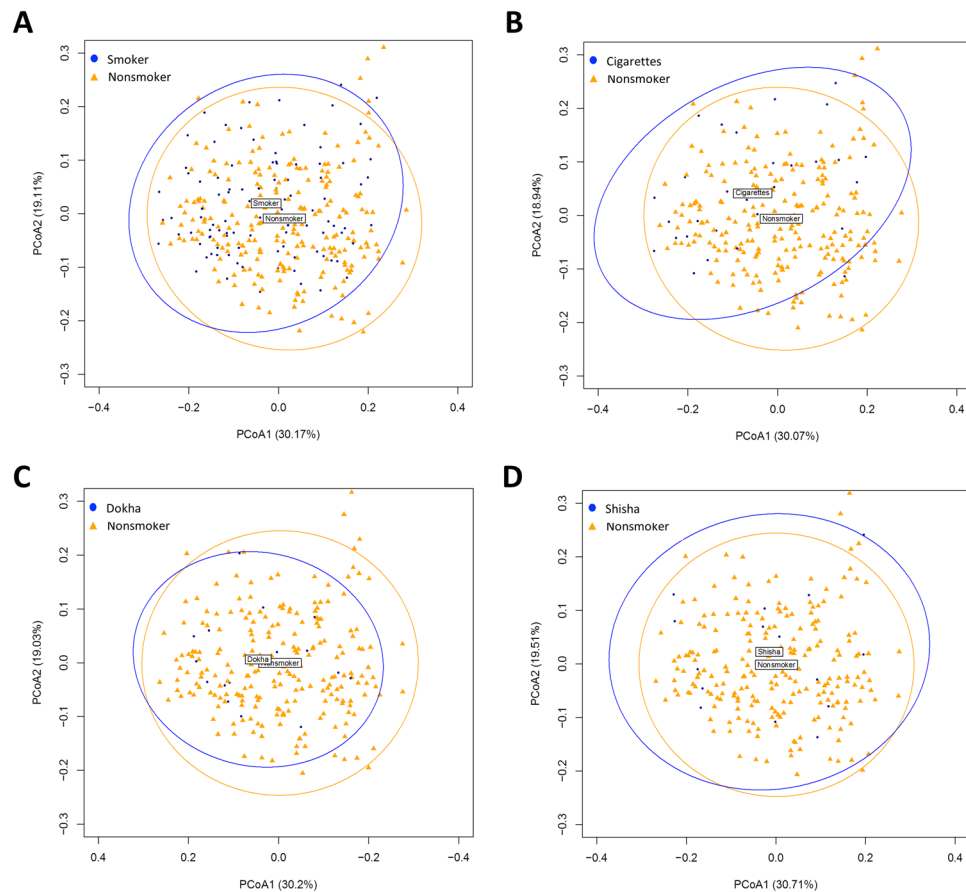 A
Smoker
Nonsmoker
0.3
0.2
0.1
0.0
−0.1
−0.2
−0.3
PCoA2 (19.11%)
Smoker
Nonsmoker
−0.4
−0.2
0.0
0.2
0.4
PCoA1 (30.17%)
B
Cigarettes
Nonsmoker
0.3
0.2
0.1
0.0
−0.1
−0.2
−0.3
PCoA2 (18.94%)
Cigarettes
Nonsmoker
−0.4
−0.2
0.0
0.2
0.4
PCoA1 (30.07%)
C
Dokha
Nonsmoker
0.3
0.2
0.1
0.0
−0.1
−0.2
−0.3
PCoA2 (19.03%)
Dokha
Nonsmoker
0.4
0.2
0.0
−0.2
−0.4
PCoA1 (30.2%)
D
Shisha
Nonsmoker
0.3
0.2
0.1
0.0
−0.1
−0.2
−0.3
PCoA2 (19.51%)
Shisha
Nonsmoker
−0.4
−0.2
0.0
0.2
0.4
PCoA1 (30.71%)